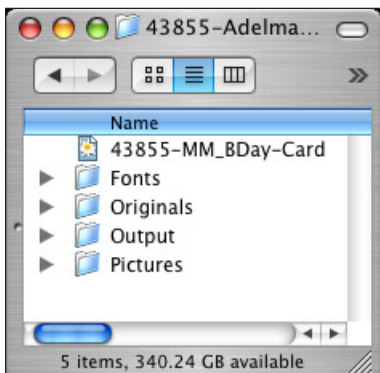 43855-Adelma...
Name
43855-MM_BDay-Card
Fonts
Originals
Output
Pictures
5 items, 340.24 GB available